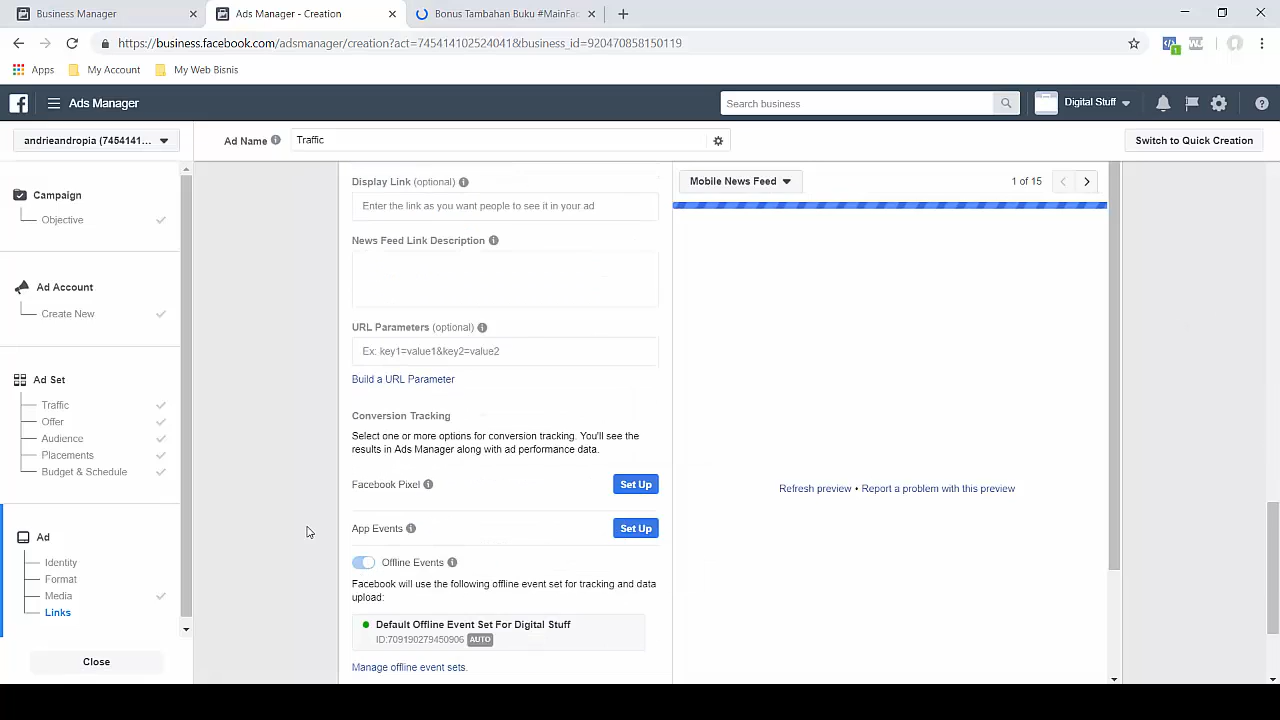 Business Manager
Ads Manager - Creation
Bonus Tambahan Buku #MainFac
https://business.facebook.com/adsmanager/creation?act=745414102524041&business_id=920470858150119
Apps
My Account
My Web Bisnis
Ads Manager
Search business
Digital Stuff
andrieandropia (7454141...
Ad Name
Traffic
Switch to Quick Creation
Campaign
Objective
Ad Account
Create New
Ad Set
Traffic
Offer
Audience
Placements
Budget & Schedule
Ad
Identity
Format
Media
Links
Close
Display Link (optional)
Enter the link as you want people to see it in your ad
News Feed Link Description
URL Parameters (optional)
Ex: key1=value1&key2=value2
Build a URL Parameter
Conversion Tracking
Select one or more options for conversion tracking. You'll see the
results in Ads Manager along with ad performance data.
Facebook Pixel
Set Up
App Events
Set Up
Offline Events
Facebook will use the following offline event set for tracking and data
upload:
Default Offline Event Set For Digital Stuff
ID:709190279450906 AUTO
Manage offline event sets.
Mobile News Feed
1 of 15
Refresh preview • Report a problem with this preview